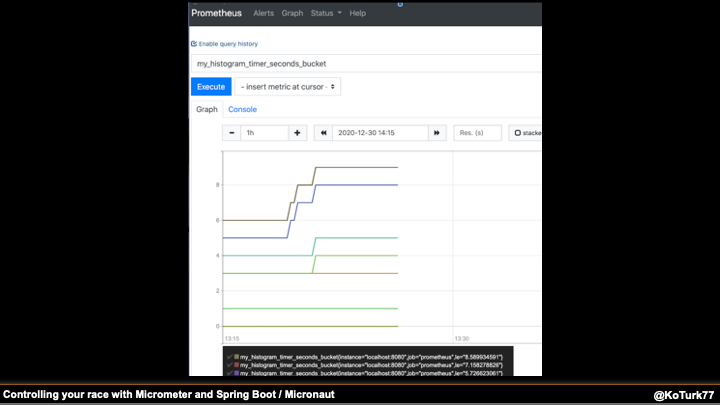 Prometheus Alerts Graph Status Help
Enable query history
my_histogram_timer_seconds_bucket
Execute - insert metric at cursor -
Graph Console
1h 2020-12-30 14:15 Res. (s) stacke
8
6
4
2
0
13:15 13:30
my_histogram_timer_seconds_bucket{instance="localhost:8080",job="prometheus",le="8.589934591"}
my_histogram_timer_seconds_bucket{instance="localhost:8080",job="prometheus",le="7.158278826"}
my_histogram_timer_seconds_bucket{instance="localhost:8080",job="prometheus",le="5.726623061"}
Controlling your race with Micrometer and Spring Boot / Micronaut @KoTurk77